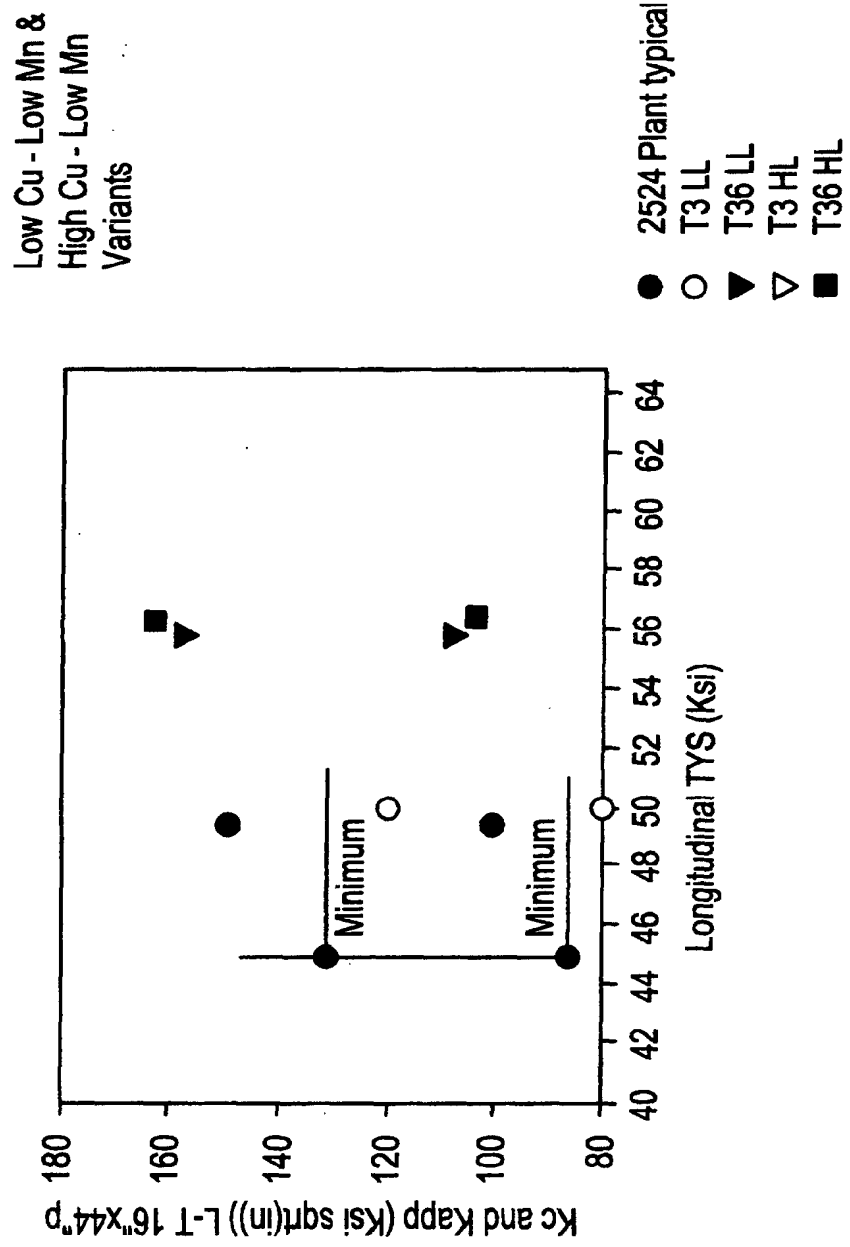 Low Cu - Low Mn &
High Cu - Low Mn
Variants
Kc and Kapp (Ksi sqrt(in)) L-T 16"x44"p
180
160
140
120
100
80
Minimum
Minimum
40 42 44 46 48 50 52 54 56 58 60 62 64
Longitudinal TYS (Ksi)
2524 Plant typical
T3 LL
T36 LL
T3 HL
T36 HL